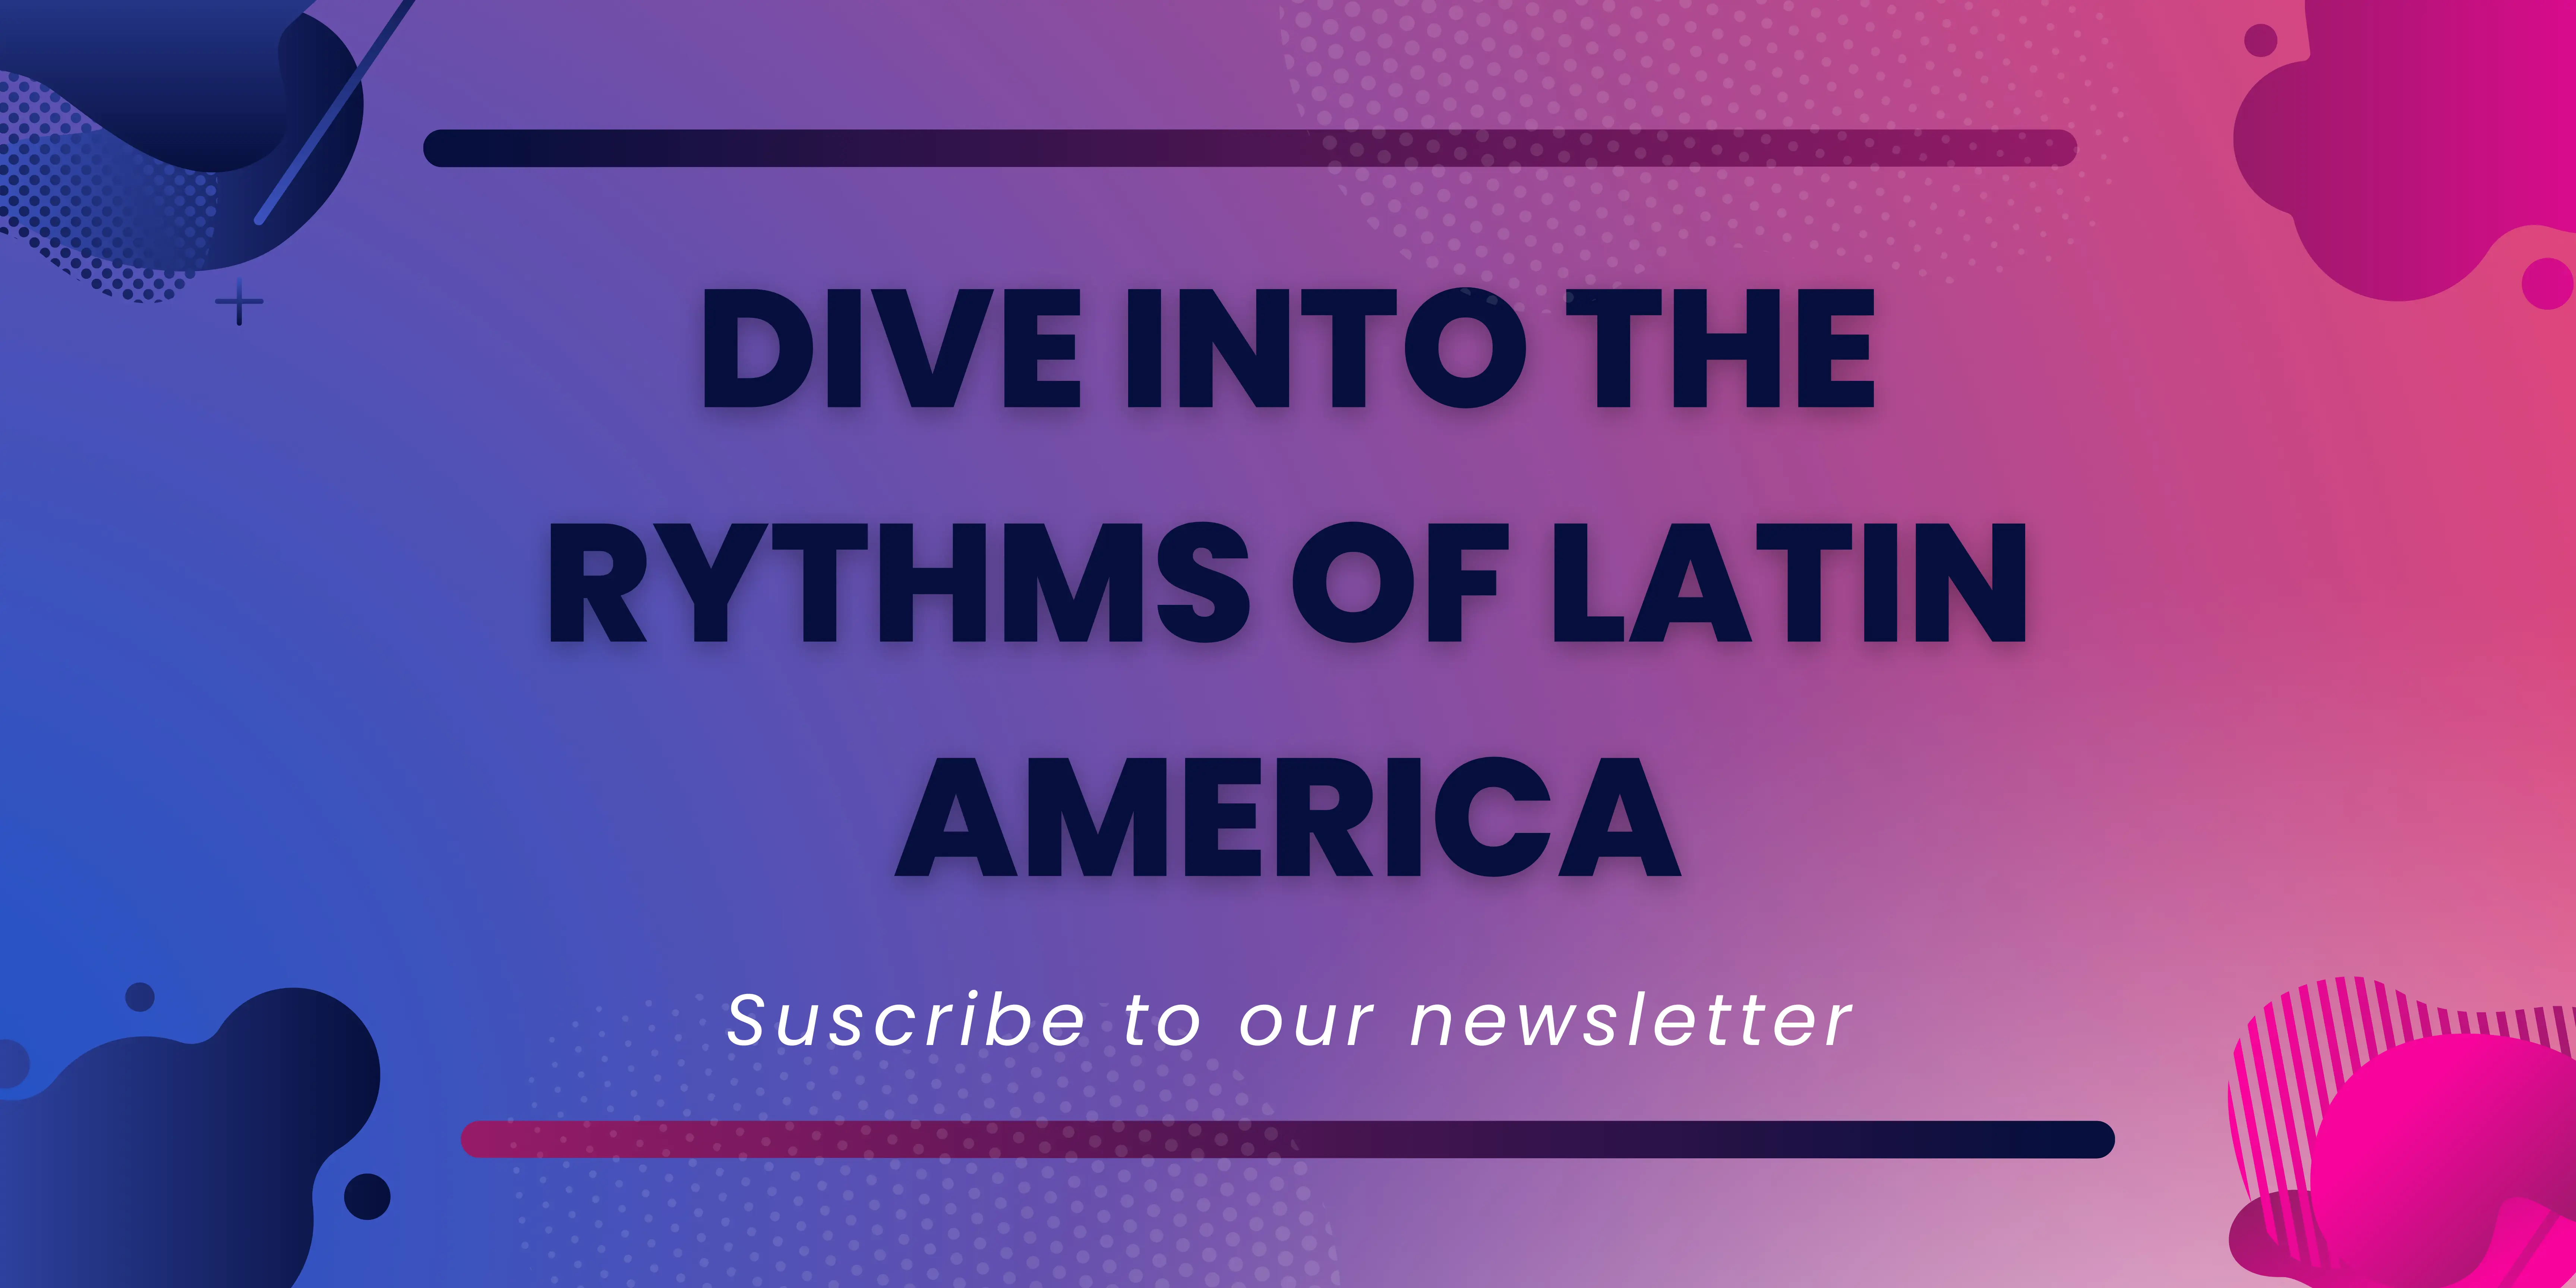 DIVE INTO THE
RYTHMS OF LATIN
AMERICA
Suscribe to our newsletter